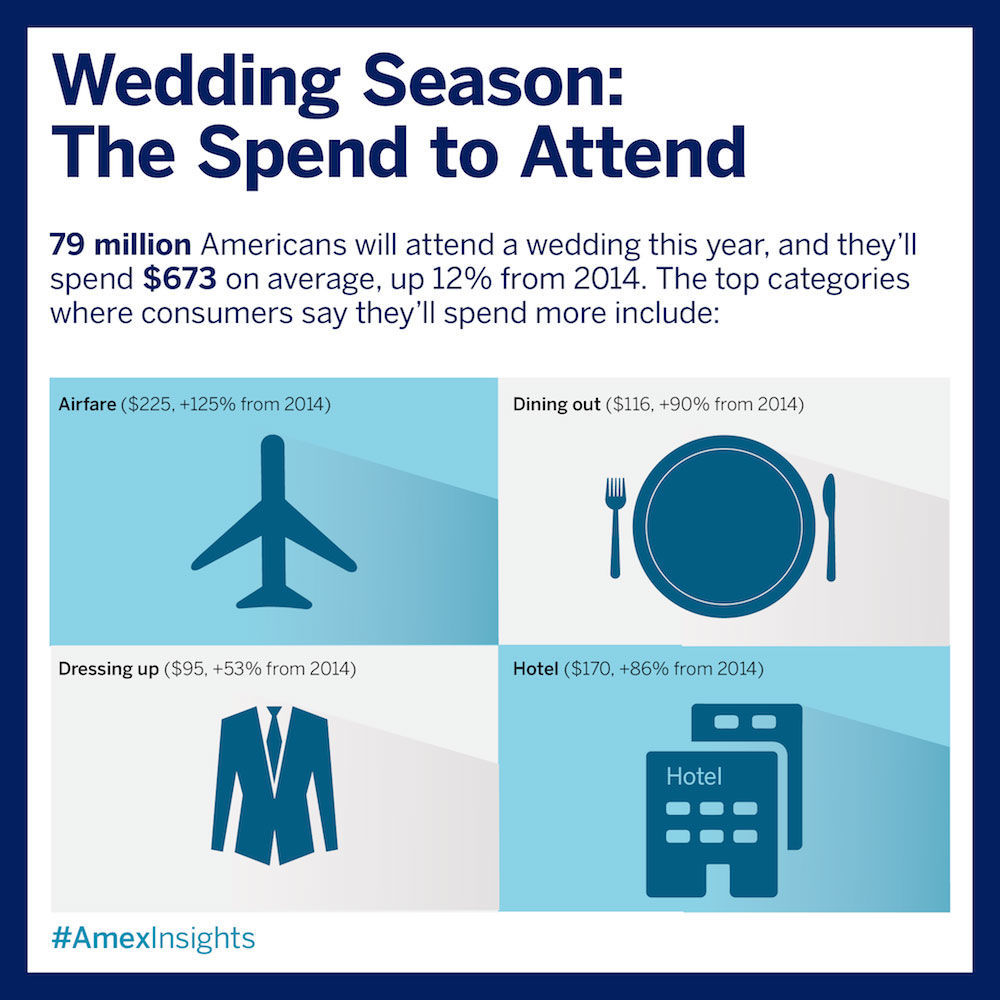 Wedding Season:
The Spend to Attend
79 million Americans will attend a wedding this year, and they’ll
spend $673 on average, up 12% from 2014. The top categories
where consumers say they’ll spend more include:
Airfare ($225, +125% from 2014)
Dining out ($116, +90% from 2014)
Dressing up ($95, +53% from 2014)
Hotel ($170, +86% from 2014)
Hotel
#AmexInsights